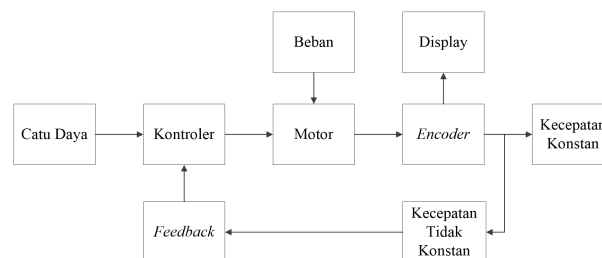 Beban
Display
Catu Daya
Kontroler
Motor
Encoder
Kecepatan
Konstan
Feedback
Kecepatan
Tidak
Konstan